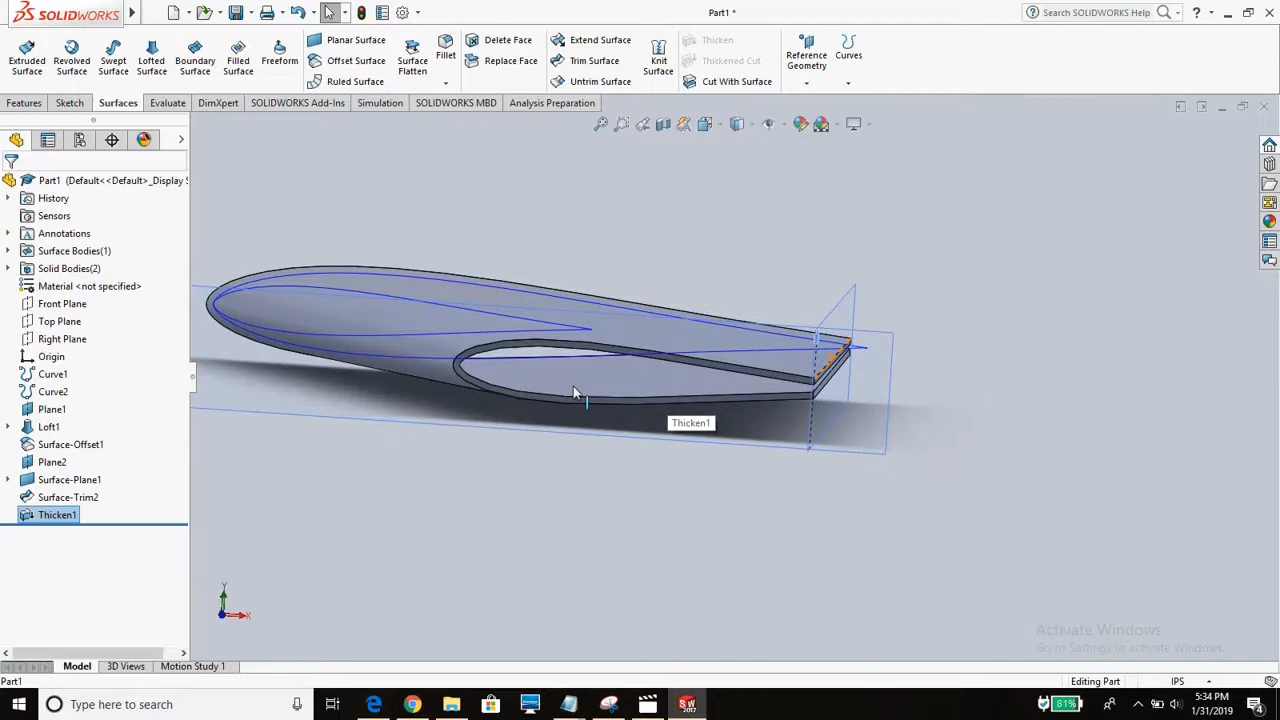 SOLIDWORKS
Part1 *
Search SOLIDWORKS Help
Extruded Surface
Revolved Surface
Swept Surface
Lofted Surface
Boundary Surface
Filled Surface
Freeform
Planar Surface
Offset Surface
Ruled Surface
Surface Flatten
Fillet
Delete Face
Replace Face
Extend Surface
Trim Surface
Untrim Surface
Knit Surface
Thicken
Thickened Cut
Cut With Surface
Reference Geometry
Curves
Features
Sketch
Surfaces
Evaluate
DimXpert
SOLIDWORKS Add-Ins
Simulation
SOLIDWORKS MBD
Analysis Preparation
Part1 (Default<<Default>_Display S
History
Sensors
Annotations
Surface Bodies(1)
Solid Bodies(2)
Material <not specified>
Front Plane
Top Plane
Right Plane
Origin
Curve1
Curve2
Plane1
Loft1
Surface-Offset1
Plane2
Surface-Plane1
Surface-Trim2
Thicken1
Thicken1
Y
X
Activate Windows
Go to Settings to activate Windows.
Model
3D Views
Motion Study 1
Part1
Editing Part
IPS
Type here to search
SW
2017
81%
5:34 PM
1/31/2019